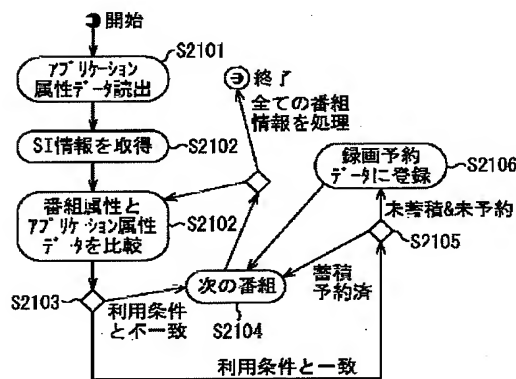 開始
S2101
アプリケーション
属性データ読出
終了
全ての番組
情報を処理
SI情報を取得
S2102
録画予約
データに登録
S2106
番組属性と
アプリケーション属性
データを比較
S2102
未蓄積&未予約
S2105
S2103
次の番組
蓄積
予約済
利用条件
と不一致
S2104
利用条件と一致